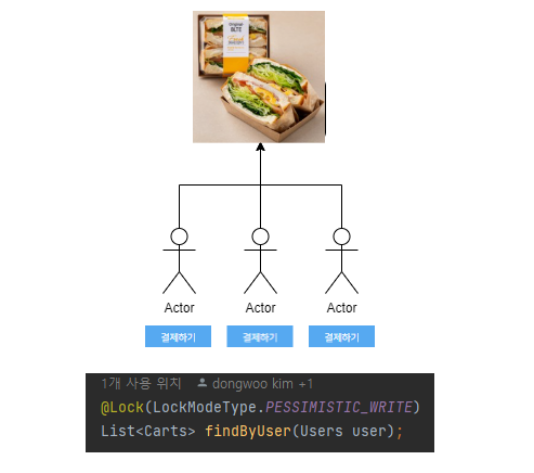 Actor
Actor
Actor
결제하기
결제하기
결제하기
1개 사용 위치 dongwoo kim +1
@Lock(LockModeType.PESSIMISTIC_WRITE)
List<Carts> findByUser(Users user);